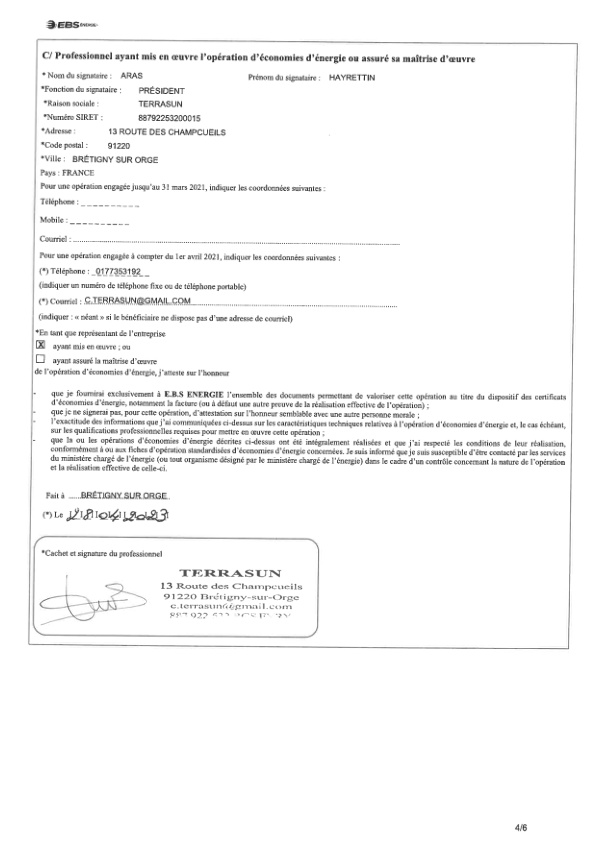 EBS ENERGIE
C/ Professionnel ayant mis en œuvre l'opération d'économies d'énergie ou assuré sa maîtrise d'œuvre
* Nom du signataire : ARAS Prénom du signataire : HAYRETTIN
*Fonction du signataire : PRÉSIDENT
*Raison sociale : TERRASUN
*Numéro SIRET : 88792253200015
*Adresse : 13 ROUTE DES CHAMPCUEILS
*Code postal : 91220
*Ville : BRÉTIGNY SUR ORGE
Pays : FRANCE
Pour une opération engagée jusqu'au 31 mars 2021, indiquer les coordonnées suivantes :
Téléphone : _ _ _ _ _ _ _ _ _ _
Mobile : _ _ _ _ _ _ _ _ _ _
Courriel :
Pour une opération engagée à compter du 1er avril 2021, indiquer les coordonnées suivantes :
(*) Téléphone : 0177353192
(indiquer un numéro de téléphone fixe ou de téléphone portable)
(*) Courriel : C.TERRASUN@GMAIL.COM
(indiquer : « néant » si le bénéficiaire ne dispose pas d'une adresse de courriel)
*En tant que représentant de l'entreprise
X ayant mis en œuvre ; ou
ayant assuré la maîtrise d'œuvre
de l'opération d'économies d'énergie, j'atteste sur l'honneur
- que je fournirai exclusivement à E.B.S ENERGIE l'ensemble des documents permettant de valoriser cette opération au titre du dispositif des certificats
d'économies d'énergie, notamment la facture (ou à défaut une autre preuve de la réalisation effective de l'opération) ;
- que je ne signerai pas, pour cette opération, d'attestation sur l'honneur semblable avec une autre personne morale ;
- l'exactitude des informations que j'ai communiquées ci-dessus sur les caractéristiques techniques relatives à l'opération d'économies d'énergie et, le cas échéant,
sur les qualifications professionnelles requises pour mettre en œuvre cette opération ;
- que la ou les opérations d'économies d'énergie décrites ci-dessus ont été intégralement réalisées et que j'ai respecté les conditions de leur réalisation,
conformément à ou aux fiches d'opération standardisées d'économies d'énergie concernées. Je suis informé que je suis susceptible d'être contacté par les services
du ministère chargé de l'énergie (ou tout organisme désigné par le ministère chargé de l'énergie) dans le cadre d'un contrôle concernant la nature de l'opération
et la réalisation effective de celle-ci.
Fait à BRÉTIGNY SUR ORGE
(*) Le 28 04 2023
*Cachet et signature du professionnel
TERRASUN
13 Route des Champcueils
91220 Brétigny-sur-Orge
c.terrasun@gmail.com
887 922 532
4/6